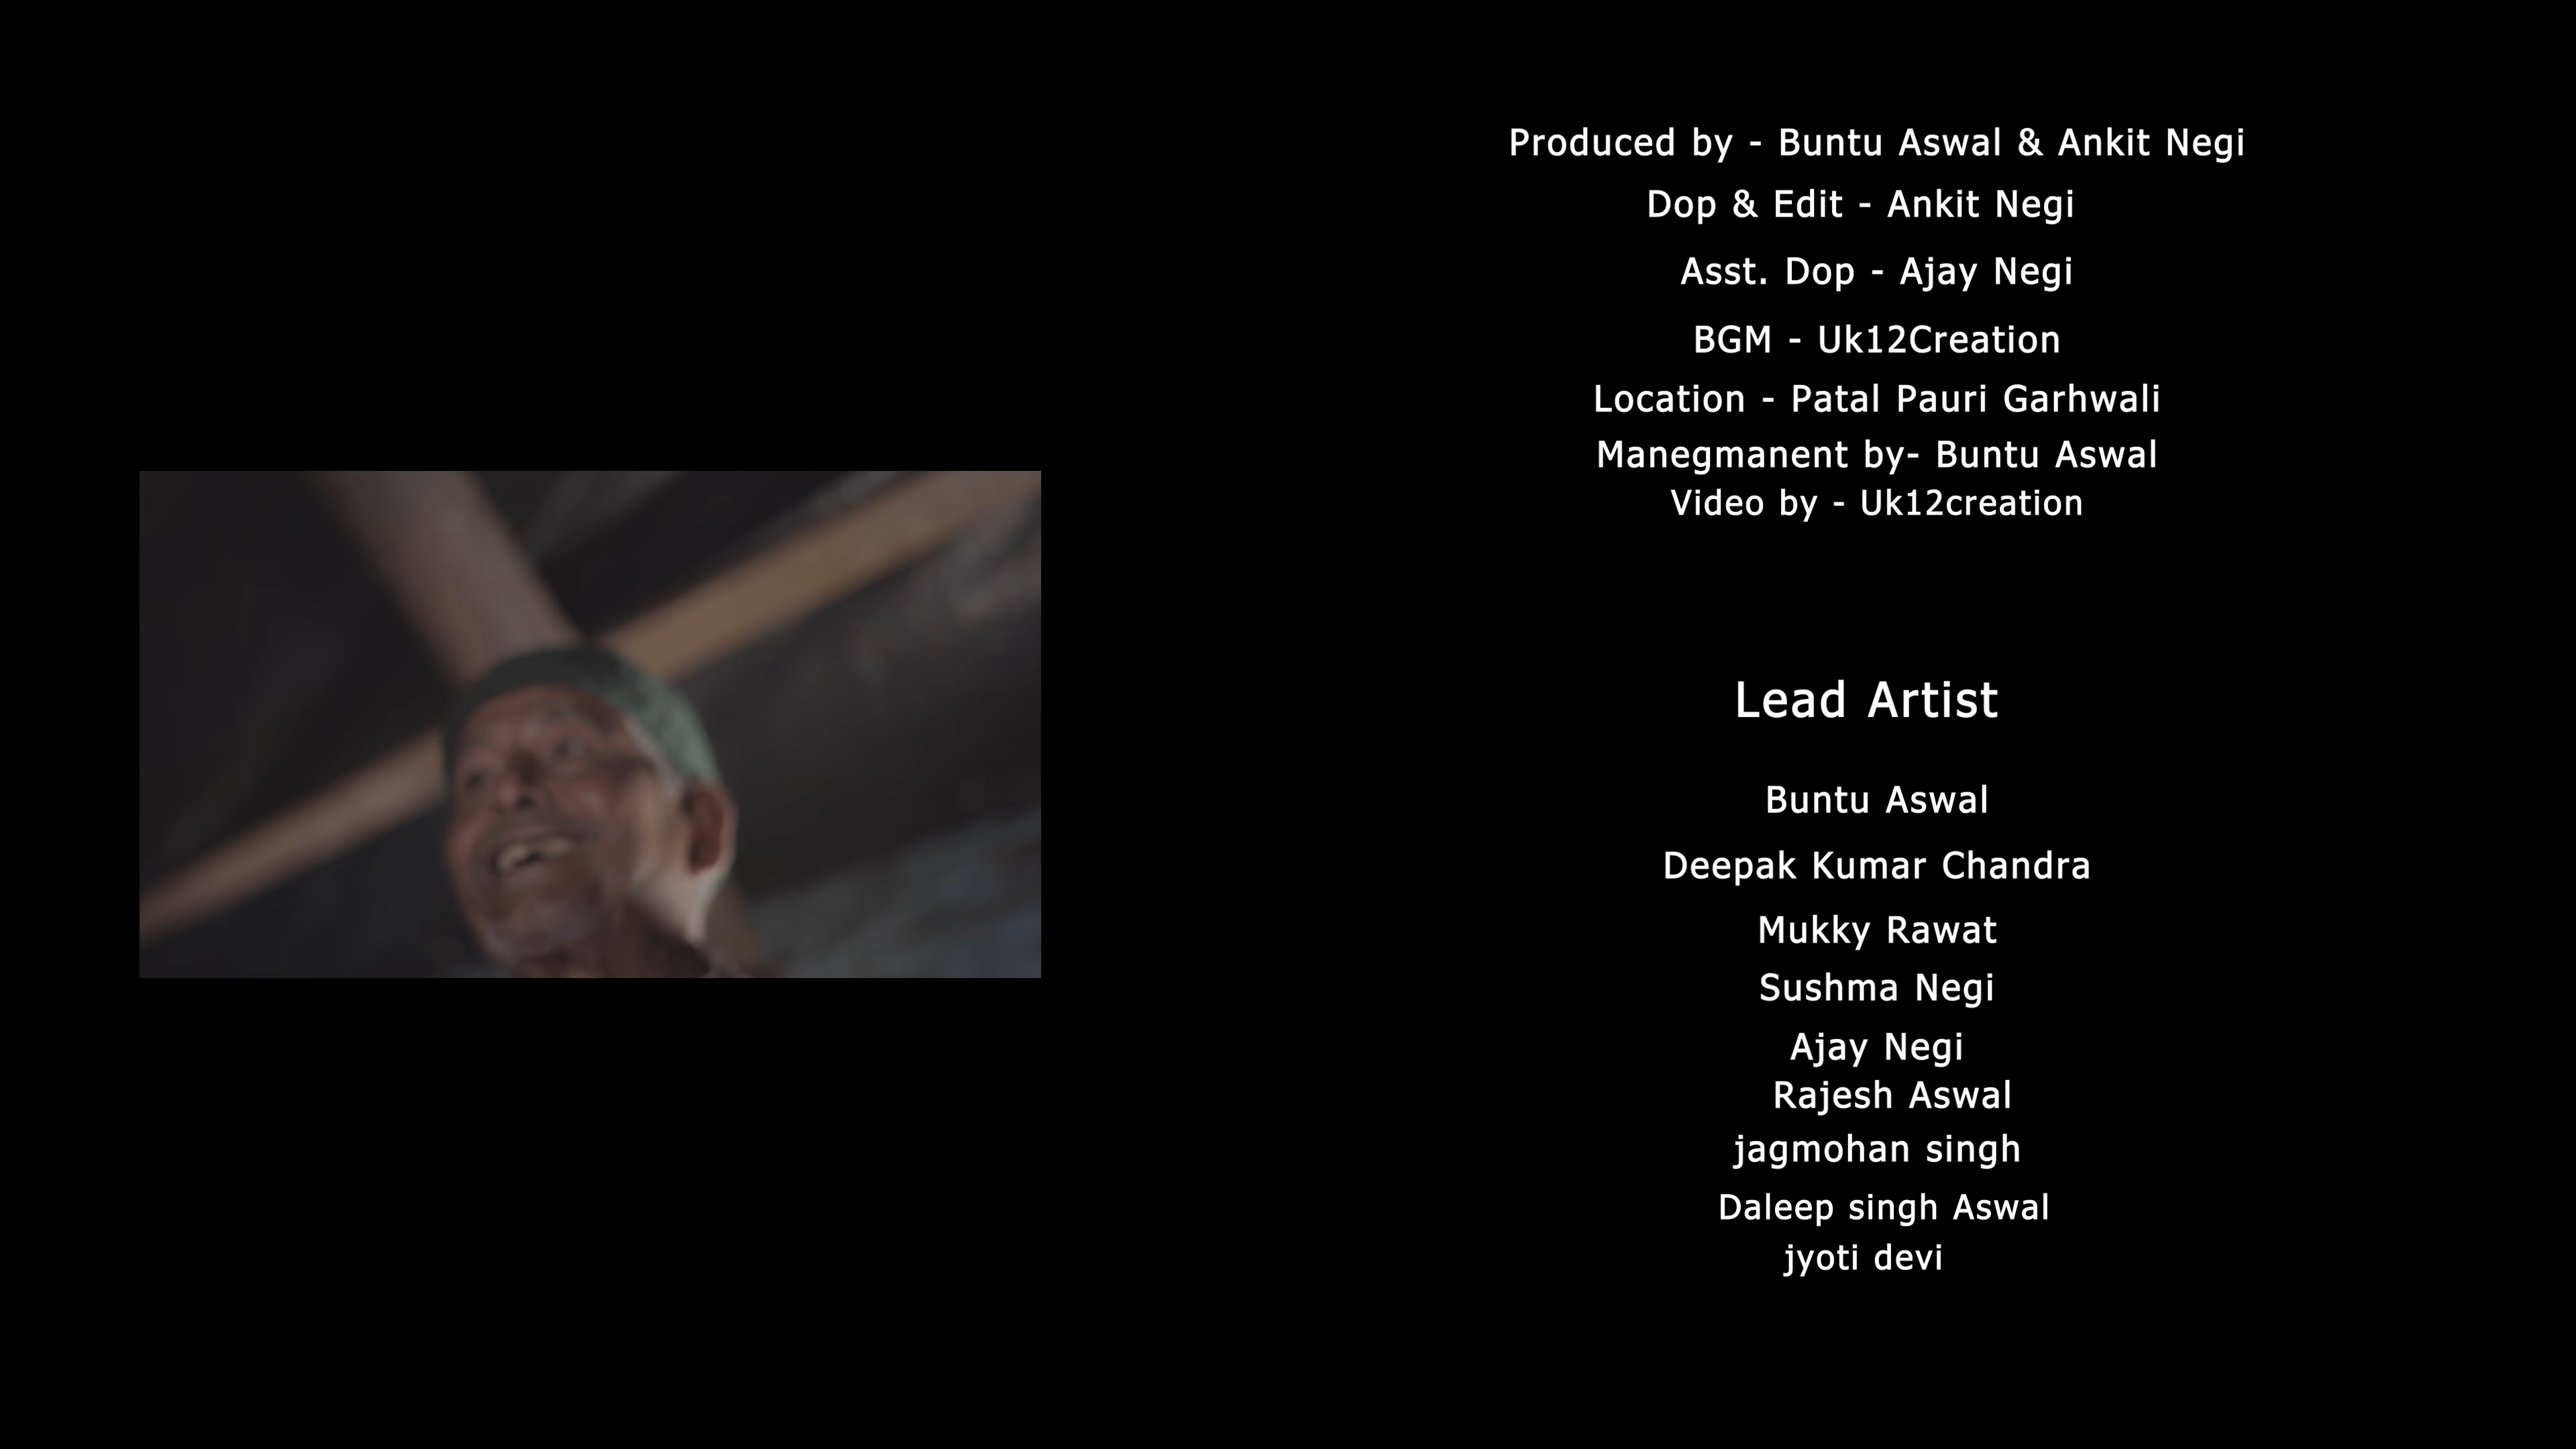 Produced by - Buntu Aswal & Ankit Negi
Dop & Edit - Ankit Negi
Asst. Dop - Ajay Negi
BGM - Uk12Creation
Location - Patal Pauri Garhwali
Manegmanent by- Buntu Aswal
Video by - Uk12creation
Lead Artist
Buntu Aswal
Deepak Kumar Chandra
Mukky Rawat
Sushma Negi
Ajay Negi
Rajesh Aswal
jagmohan singh
Daleep singh Aswal
jyoti devi